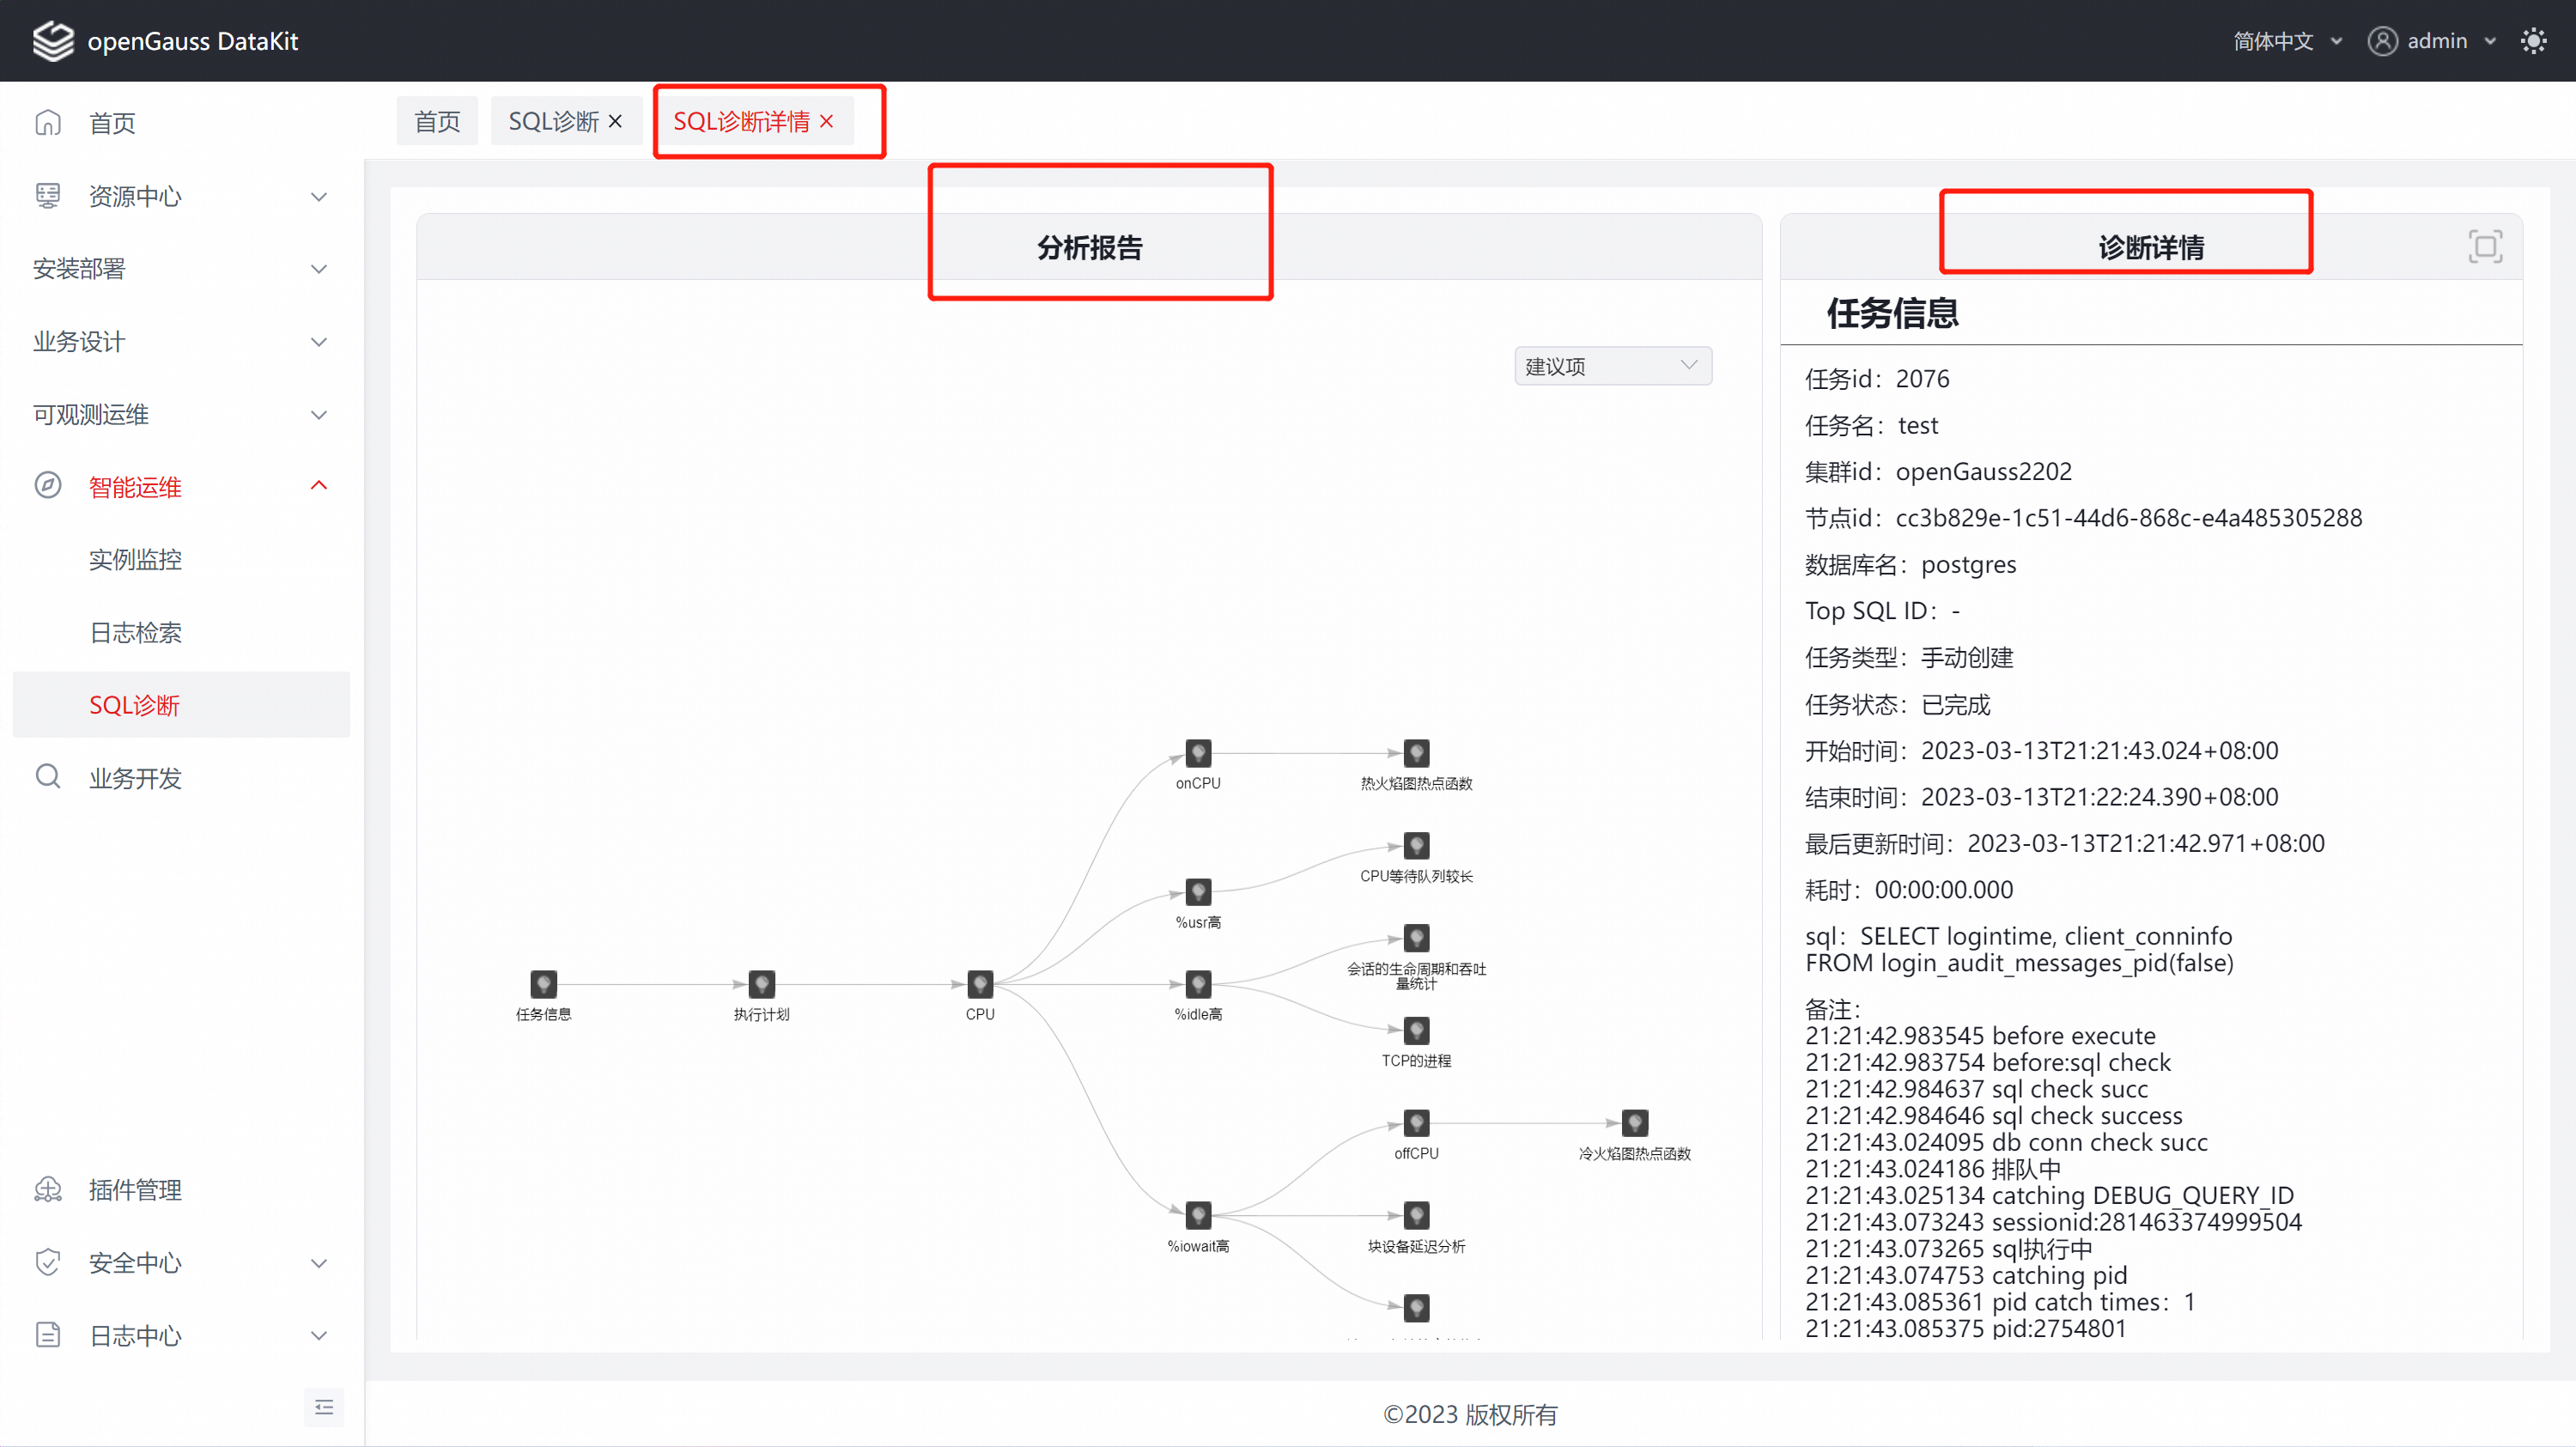 openGauss DataKit
简体中文
admin
首页
资源中心
安装部署
业务设计
可观测运维
智能运维
实例监控
日志检索
SQL诊断
业务开发
插件管理
安全中心
日志中心
首页
SQL诊断
SQL诊断详情
分析报告
建议项
任务信息
执行计划
CPU
onCPU
热火焰图热点函数
%usr高
CPU等待队列较长
%idle高
会话的生命周期和吞吐
量统计
TCP的进程
%iowait高
offCPU
冷火焰图热点函数
块设备延迟分析
诊断详情
任务信息
任务id：2076
任务名：test
集群id：openGauss2202
节点id：cc3b829e-1c51-44d6-868c-e4a485305288
数据库名：postgres
Top SQL ID：-
任务类型：手动创建
任务状态：已完成
开始时间：2023-03-13T21:21:43.024+08:00
结束时间：2023-03-13T21:22:24.390+08:00
最后更新时间：2023-03-13T21:21:42.971+08:00
耗时：00:00:00.000
sql：SELECT logintime, client_conninfo
FROM login_audit_messages_pid(false)
备注：
21:21:42.983545 before execute
21:21:42.983754 before:sql check
21:21:42.984637 sql check succ
21:21:42.984646 sql check success
21:21:43.024095 db conn check succ
21:21:43.024186 排队中
21:21:43.025134 catching DEBUG_QUERY_ID
21:21:43.073243 sessionid:281463374999504
21:21:43.073265 sql执行中
21:21:43.074753 catching pid
21:21:43.085361 pid catch times：1
21:21:43.085375 pid:2754801
©2023 版权所有